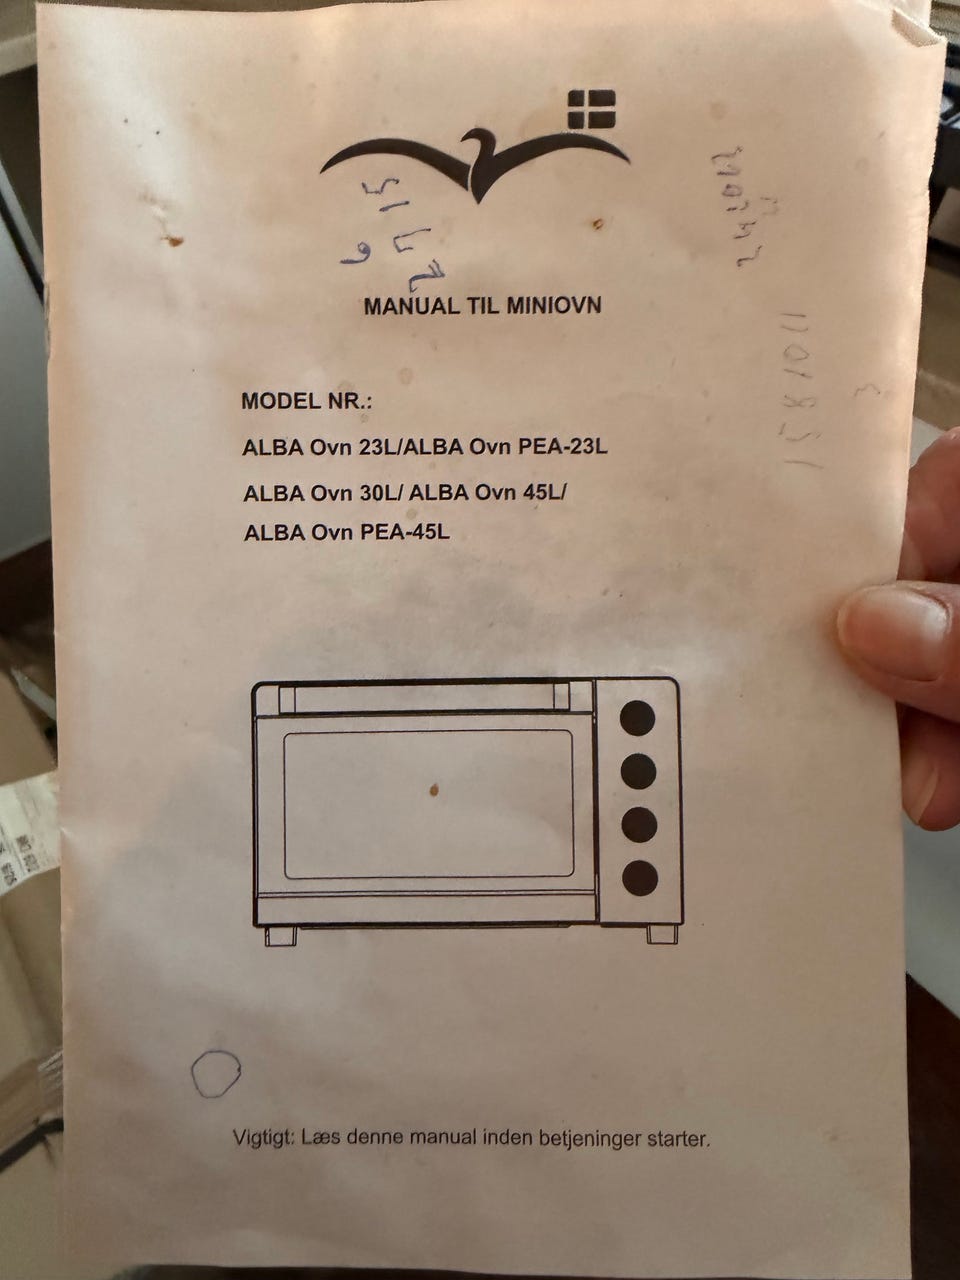 MANUAL TIL MINIOVN
MODEL NR.:
ALBA Ovn 23L/ALBA Ovn PEA-23L
ALBA Ovn 30L/ ALBA Ovn 45L/
ALBA Ovn PEA-45L
Vigtigt: Læs denne manual inden betjeninger starter.